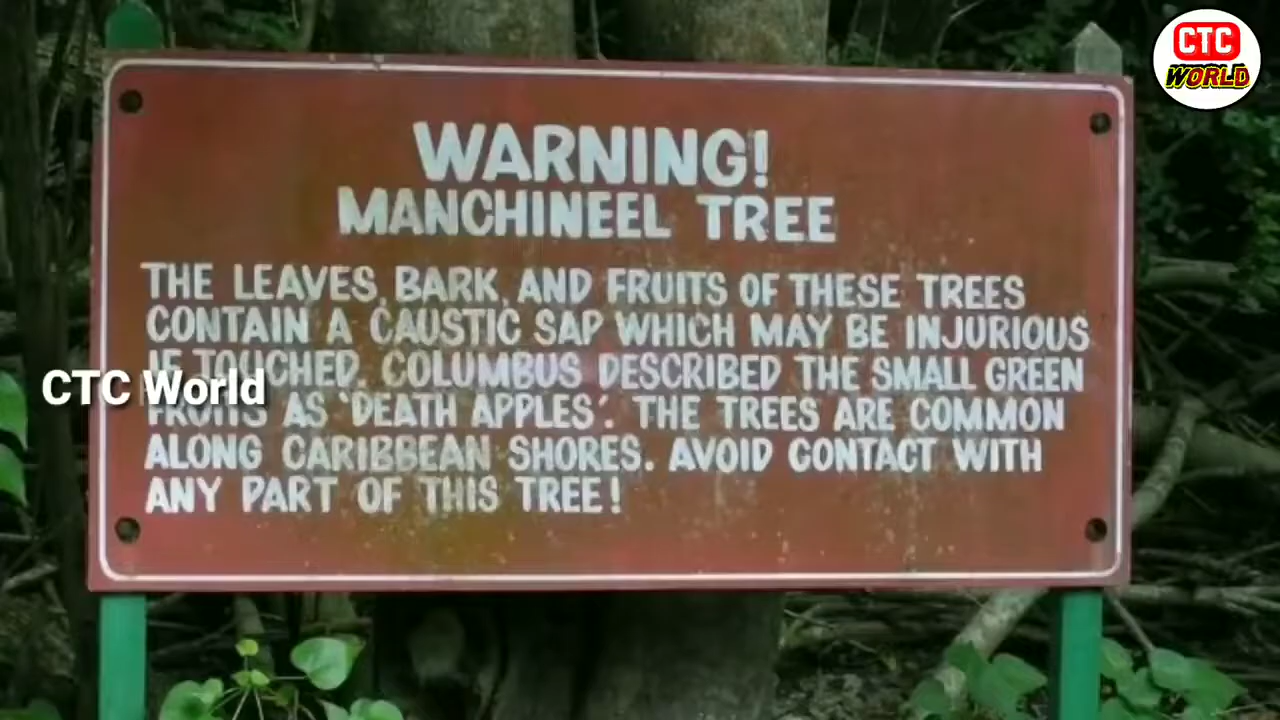 CTC
WORLD
WARNING!
MANCHINEEL TREE
THE LEAVES, BARK, AND FRUITS OF THESE TREES
CONTAIN A CAUSTIC SAP WHICH MAY BE INJURIOUS
IF TOUCHED. COLUMBUS DESCRIBED THE SMALL GREEN
CTC World
FRUITS AS 'DEATH APPLES'. THE TREES ARE COMMON
ALONG CARIBBEAN SHORES. AVOID CONTACT WITH
ANY PART OF THIS TREE!